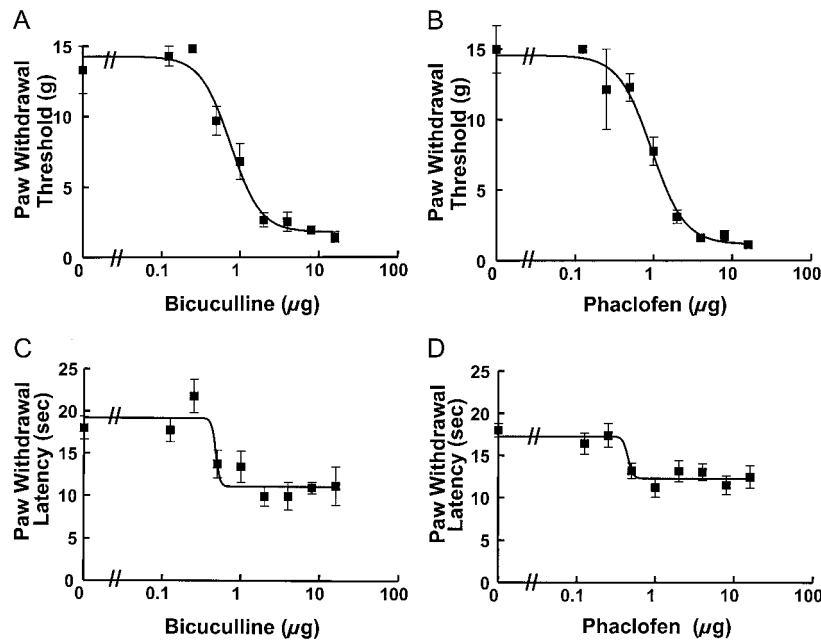 A
15
10
5
0
Paw Withdrawal
Threshold (g)
0
0.1
1
10
100
Bicuculline (µg)
B
15
10
5
0
Paw Withdrawal
Threshold (g)
0
0.1
1
10
100
Phaclofen (µg)
C
25
20
15
10
5
0
Paw Withdrawal
Latency (sec)
0
0.1
1
10
100
Bicuculline (µg)
D
25
20
15
10
5
0
Paw Withdrawal
Latency (sec)
0
0.1
1
10
100
Phaclofen (µg)